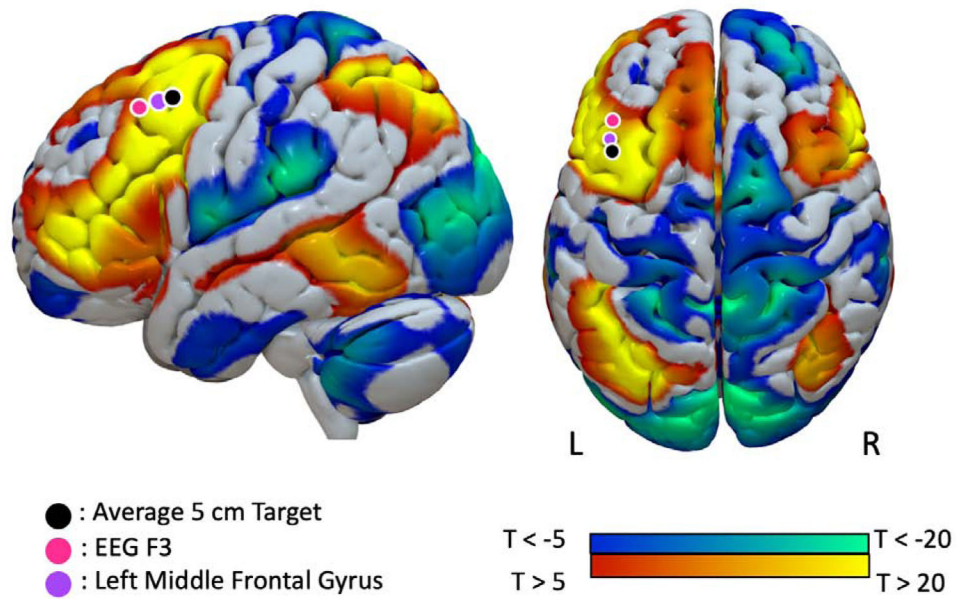 L R
: Average 5 cm Target
: EEG F3
: Left Middle Frontal Gyrus
T < -5 T < -20
T > 5 T > 20